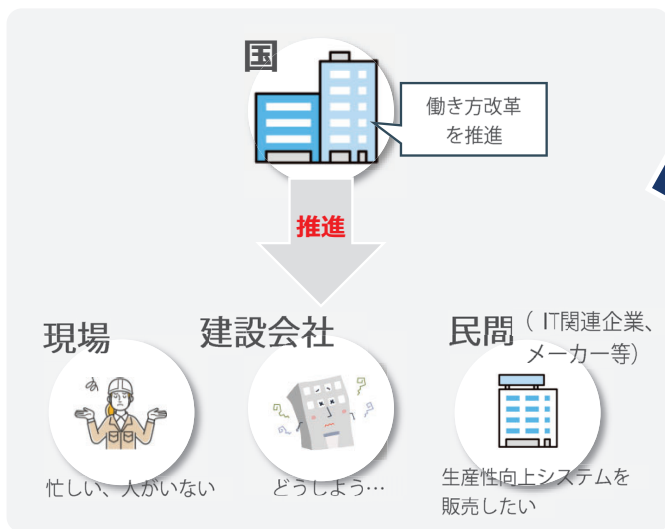 国
働き方改革
を推進
推進
現場
建設会社
民間（ IT関連企業、
メーカー等）
忙しい、人がいない
どうしよう…
生産性向上システムを
販売したい